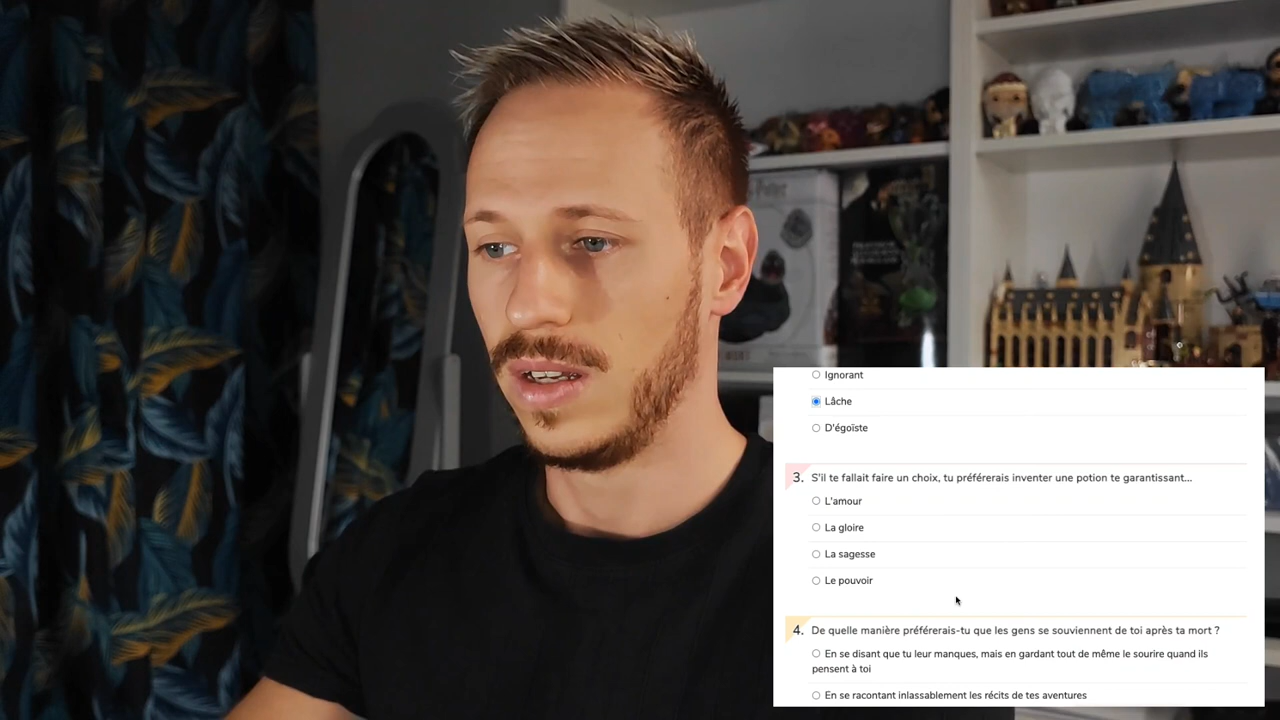 Ignorant
Lâche
D'égoïste
3. S'il te fallait faire un choix, tu préférerais inventer une potion te garantissant...
L'amour
La gloire
La sagesse
Le pouvoir
4. De quelle manière préférerais-tu que les gens se souviennent de toi après ta mort ?
En se disant que tu leur manques, mais en gardant tout de même le sourire quand ils
pensent à toi
En se racontant inlassablement les récits de tes aventures